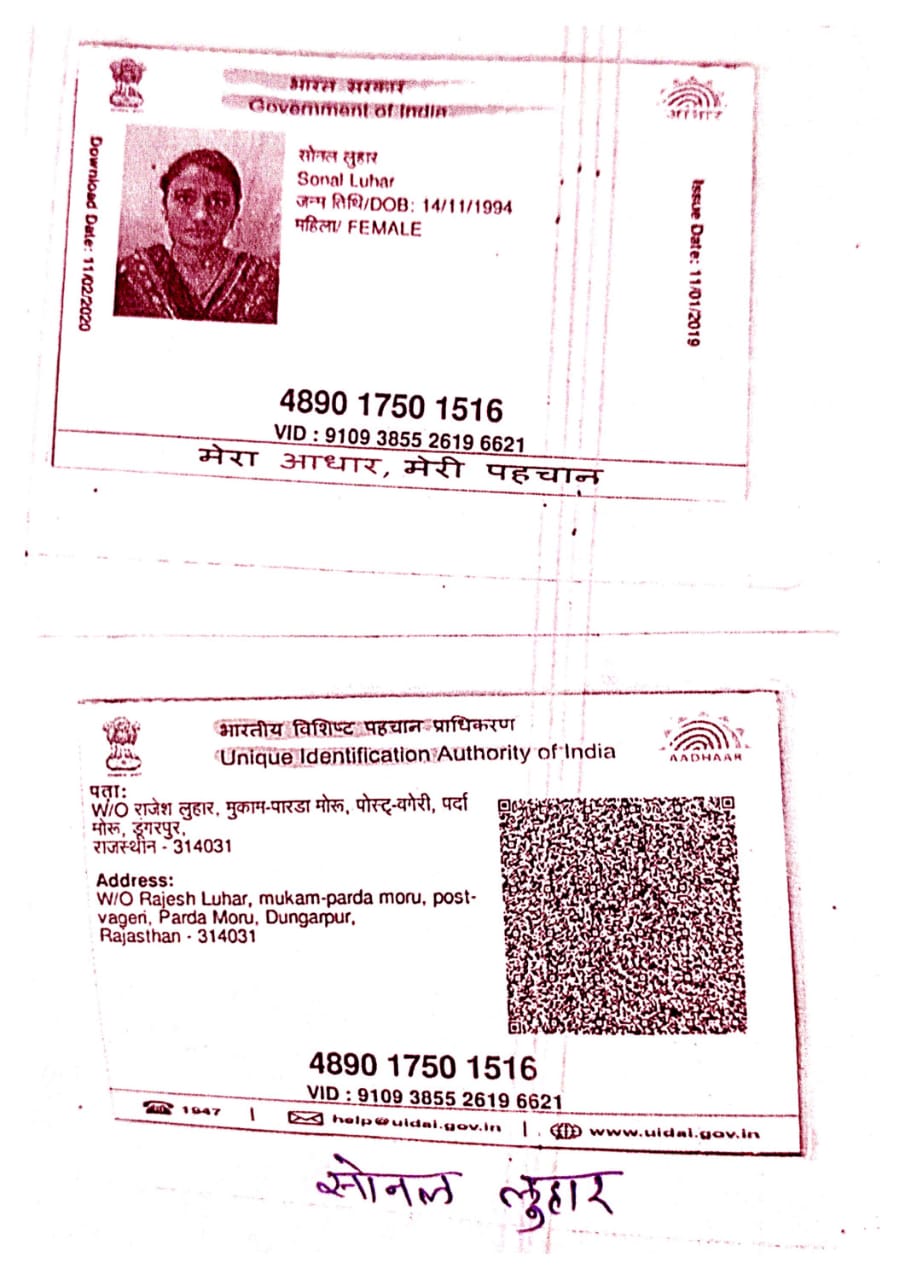 भारत सरकार
Government of India
आधार
Download Date: 11/02/2020
सोनल लुहार
Sonal Luhar
जन्म तिथि/DOB: 14/11/1994
महिला/ FEMALE
Issue Date: 11/01/2019
4890 1750 1516
VID : 9109 3855 2619 6621
मेरा आधार, मेरी पहचान
भारतीय विशिष्ट पहचान प्राधिकरण
Unique Identification Authority of India
AADHAAR
पता:
W/O राजेश लुहार, मुकाम-पारडा मोरू, पोस्ट्-वगेरी, पर्दा
मोरू, डूंगरपुर,
राजस्थान - 314031
Address:
W/O Rajesh Luhar, mukam-parda moru, post-
vageri, Parda Moru, Dungarpur,
Rajasthan - 314031
4890 1750 1516
VID : 9109 3855 2619 6621
1947 | help@uidai.gov.in | www.uidai.gov.in
सोनल लुहार